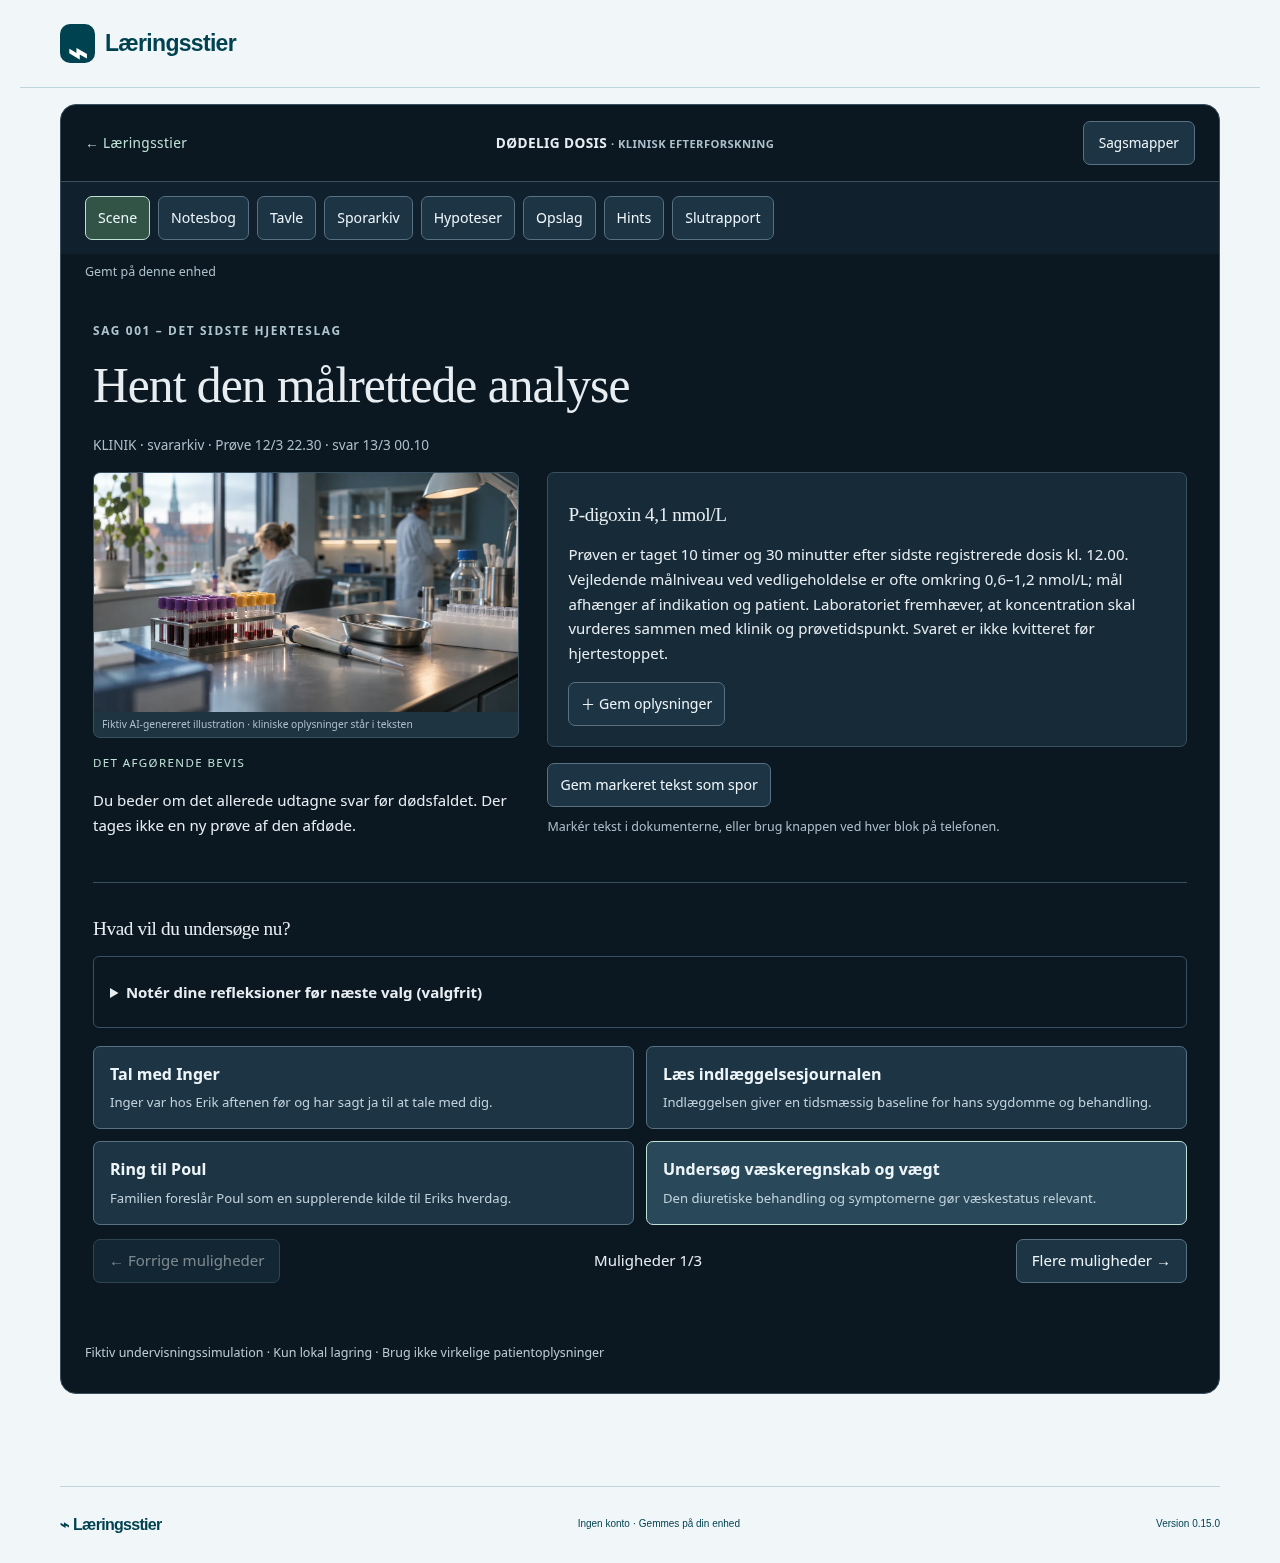 Læringsstier
← Læringsstier
DØDELIG DOSIS · KLINISK EFTERFORSKNING
Sagsmapper
Scene
Notesbog
Tavle
Sporarkiv
Hypoteser
Opslag
Hints
Slutrapport
Gemt på denne enhed
SAG 001 – DET SIDSTE HJERTESLAG
Hent den målrettede analyse
KLINIK · svararkiv · Prøve 12/3 22.30 · svar 13/3 00.10
Fiktiv AI-genereret illustration · kliniske oplysninger står i teksten
DET AFGØRENDE BEVIS
Du beder om det allerede udtagne svar før dødsfaldet. Der
tages ikke en ny prøve af den afdøde.
P-digoxin 4,1 nmol/L
Prøven er taget 10 timer og 30 minutter efter sidste registrerede dosis kl. 12.00.
Vejledende målniveau ved vedligeholdelse er ofte omkring 0,6–1,2 nmol/L; mål
afhænger af indikation og patient. Laboratoriet fremhæver, at koncentration skal
vurderes sammen med klinik og prøvetidspunkt. Svaret er ikke kvitteret før
hjertestoppet.
＋ Gem oplysninger
Gem markeret tekst som spor
Markér tekst i dokumenterne, eller brug knappen ved hver blok på telefonen.
Hvad vil du undersøge nu?
▶ Notér dine refleksioner før næste valg (valgfrit)
Tal med Inger
Inger var hos Erik aftenen før og har sagt ja til at tale med dig.
Læs indlæggelsesjournalen
Indlæggelsen giver en tidsmæssig baseline for hans sygdomme og behandling.
Ring til Poul
Familien foreslår Poul som en supplerende kilde til Eriks hverdag.
Undersøg væskeregnskab og vægt
Den diuretiske behandling og symptomerne gør væskestatus relevant.
← Forrige muligheder
Muligheder 1/3
Flere muligheder →
Fiktiv undervisningssimulation · Kun lokal lagring · Brug ikke virkelige patientoplysninger
⌁ Læringsstier
Ingen konto · Gemmes på din enhed
Version 0.15.0